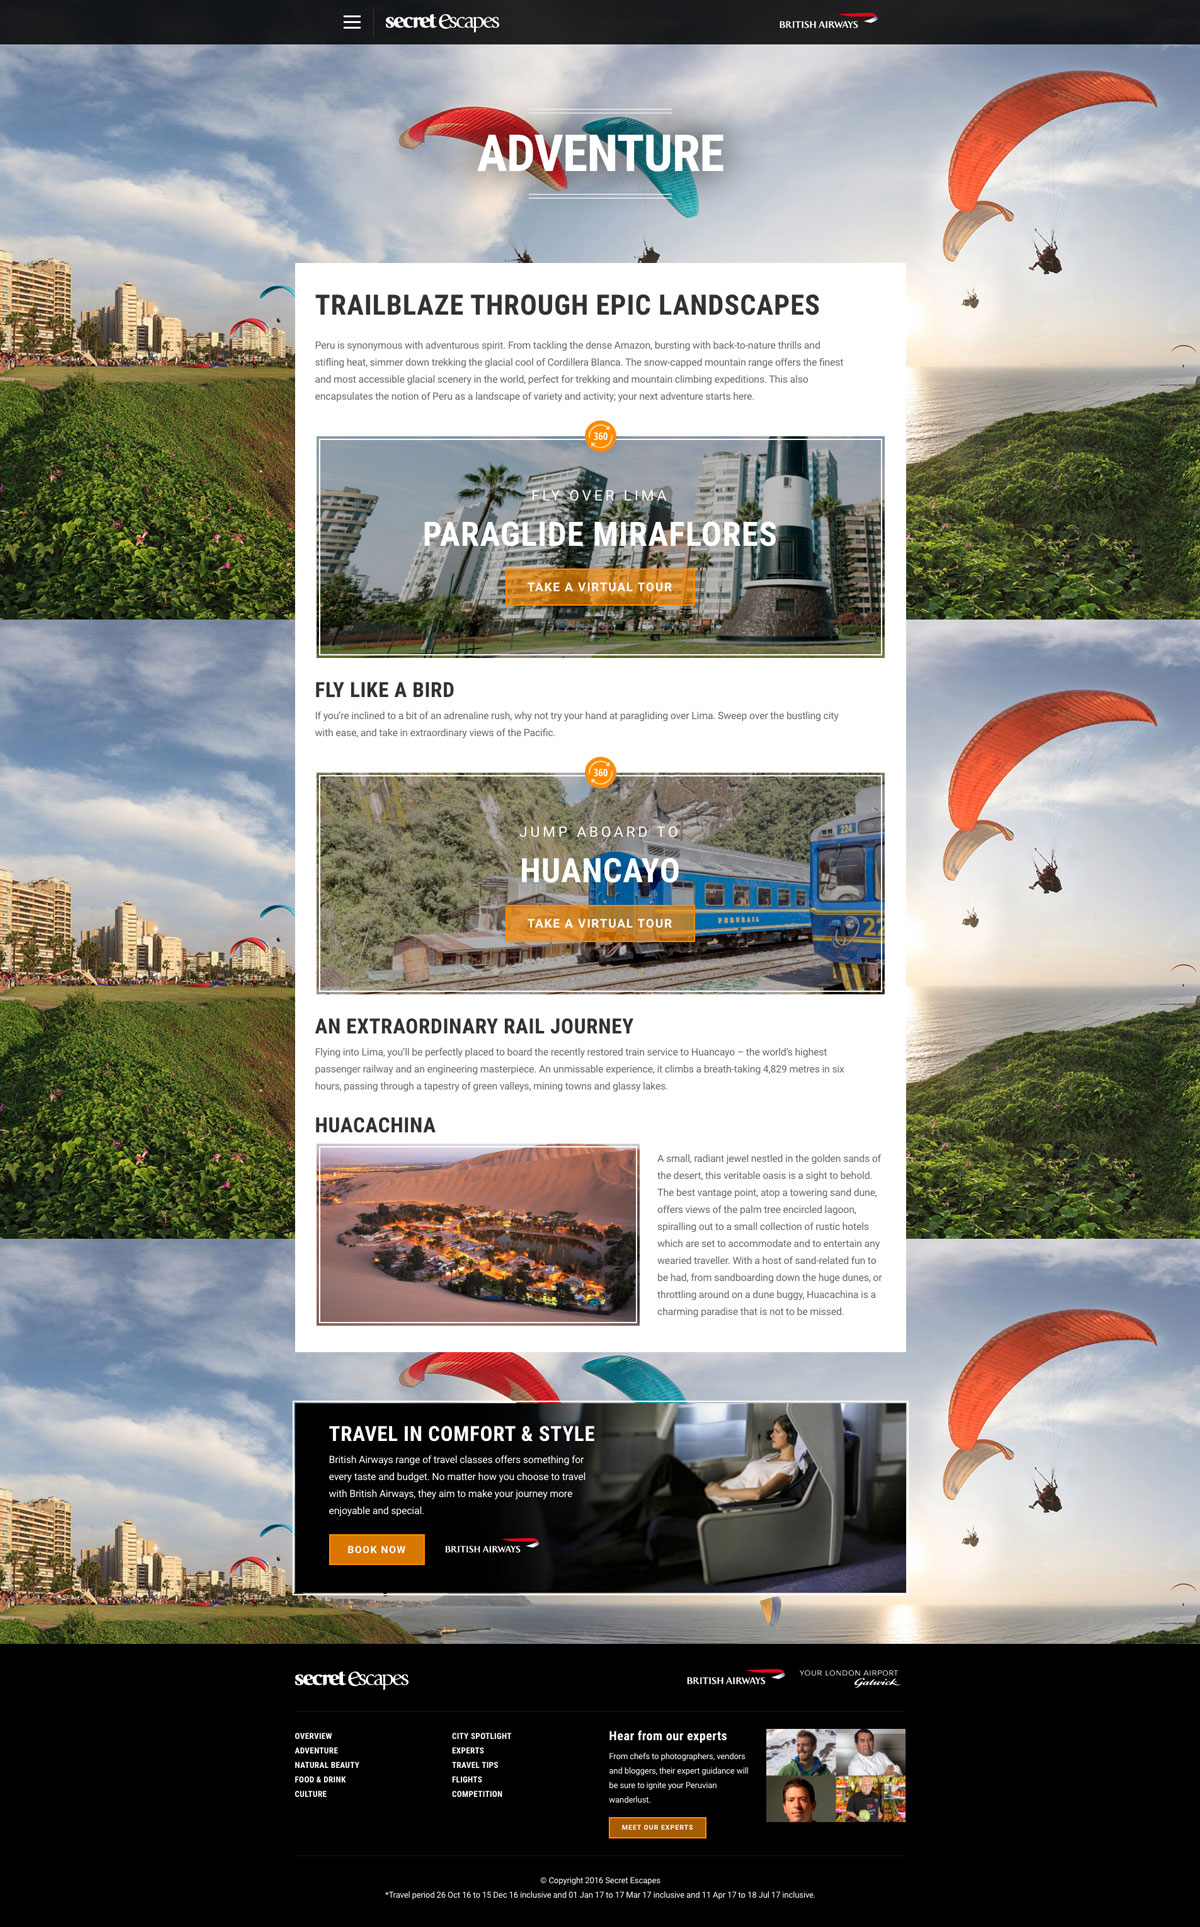 secret Escapes
BRITISH AIRWAYS
ADVENTURE
TRAILBLAZE THROUGH EPIC LANDSCAPES
Peru is synonymous with adventurous spirit. From tackling the dense Amazon, bursting with back-to-nature thrills and
stifling heat, simmer down trekking the glacial cool of Cordillera Blanca. The snow-capped mountain range offers the finest
and most accessible glacial scenery in the world, perfect for trekking and mountain climbing expeditions. This also
encapsulates the notion of Peru as a landscape of variety and activity; your next adventure starts here.
360
FLY OVER LIMA
PARAGLIDE MIRAFLORES
TAKE A VIRTUAL TOUR
FLY LIKE A BIRD
If you're inclined to a bit of an adrenaline rush, why not try your hand at paragliding over Lima. Sweep over the bustling city
with ease, and take in extraordinary views of the Pacific.
360
JUMP ABOARD TO
224
HUANCAYO
TAKE A VIRTUAL TOUR
PERURAIL
22
AN EXTRAORDINARY RAIL JOURNEY
Flying into Lima, you'll be perfectly placed to board the recently restored train service to Huancayo – the world's highest
passenger railway and an engineering masterpiece. An unmissable experience, it climbs a breath-taking 4,829 metres in six
hours, passing through a tapestry of green valleys, mining towns and glassy lakes.
HUACACHINA
A small, radiant jewel nestled in the golden sands of
the desert, this veritable oasis is a sight to behold.
The best vantage point, atop a towering sand dune,
offers views of the palm tree encircled lagoon,
spiralling out to a small collection of rustic hotels
which are set to accommodate and to entertain any
wearied traveller. With a host of sand-related fun to
be had, from sandboarding down the huge dunes, or
throttling around on a dune buggy, Huacachina is a
charming paradise that is not to be missed.
TRAVEL IN COMFORT & STYLE
British Airways range of travel classes offers something for
every taste and budget. No matter how you choose to travel
with British Airways, they aim to make your journey more
enjoyable and special.
BOOK NOW
BRITISH AIRWAYS
secret Escapes
BRITISH AIRWAYS
YOUR LONDON AIRPORT
Gatwick
OVERVIEW
ADVENTURE
NATURAL BEAUTY
FOOD & DRINK
CULTURE
CITY SPOTLIGHT
EXPERTS
TRAVEL TIPS
FLIGHTS
COMPETITION
Hear from our experts
From chefs to photographers, vendors
and bloggers, their expert guidance will
be sure to ignite your Peruvian
wanderlust.
MEET OUR EXPERTS
© Copyright 2016 Secret Escapes
*Travel period 26 Oct 16 to 15 Dec 16 inclusive and 01 Jan 17 to 17 Mar 17 inclusive and 11 Apr 17 to 18 Jul 17 inclusive.